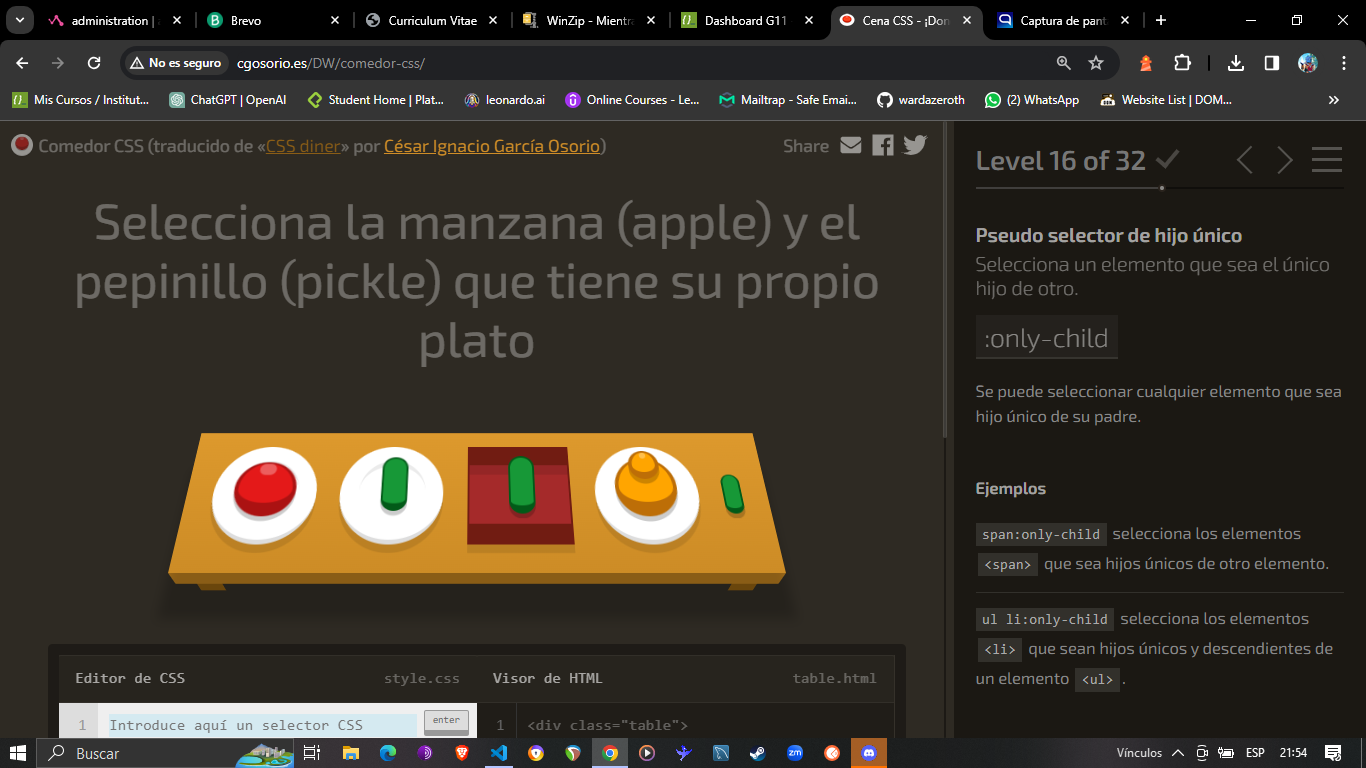 administration | a
Brevo
Curriculum Vitae
WinZip - Mientra
Dashboard G11
Cena CSS - ¡Don
Captura de pant
No es seguro
cgosorio.es/DW/comedor-css/
Mis Cursos / Institut...
ChatGPT | OpenAI
Student Home | Plat...
leonardo.ai
Online Courses - Le...
Mailtrap - Safe Emai...
wardazeroth
(2) WhatsApp
Website List | DOM...
Comedor CSS (traducido de «CSS diner» por César Ignacio García Osorio)
Share
Selecciona la manzana (apple) y el
pepinillo (pickle) que tiene su propio
plato
Editor de CSS
style.css
Visor de HTML
table.html
1
Introduce aquí un selector CSS
enter
1
<div class="table">
Level 16 of 32
Pseudo selector de hijo único
Selecciona un elemento que sea el único
hijo de otro.
:only-child
Se puede seleccionar cualquier elemento que sea
hijo único de su padre.
Ejemplos
span:only-child selecciona los elementos
<span> que sea hijos únicos de otro elemento.
ul li:only-child selecciona los elementos
<li> que sean hijos únicos y descendientes de
un elemento <ul> .
Buscar
zm
Vínculos
ESP
21:54